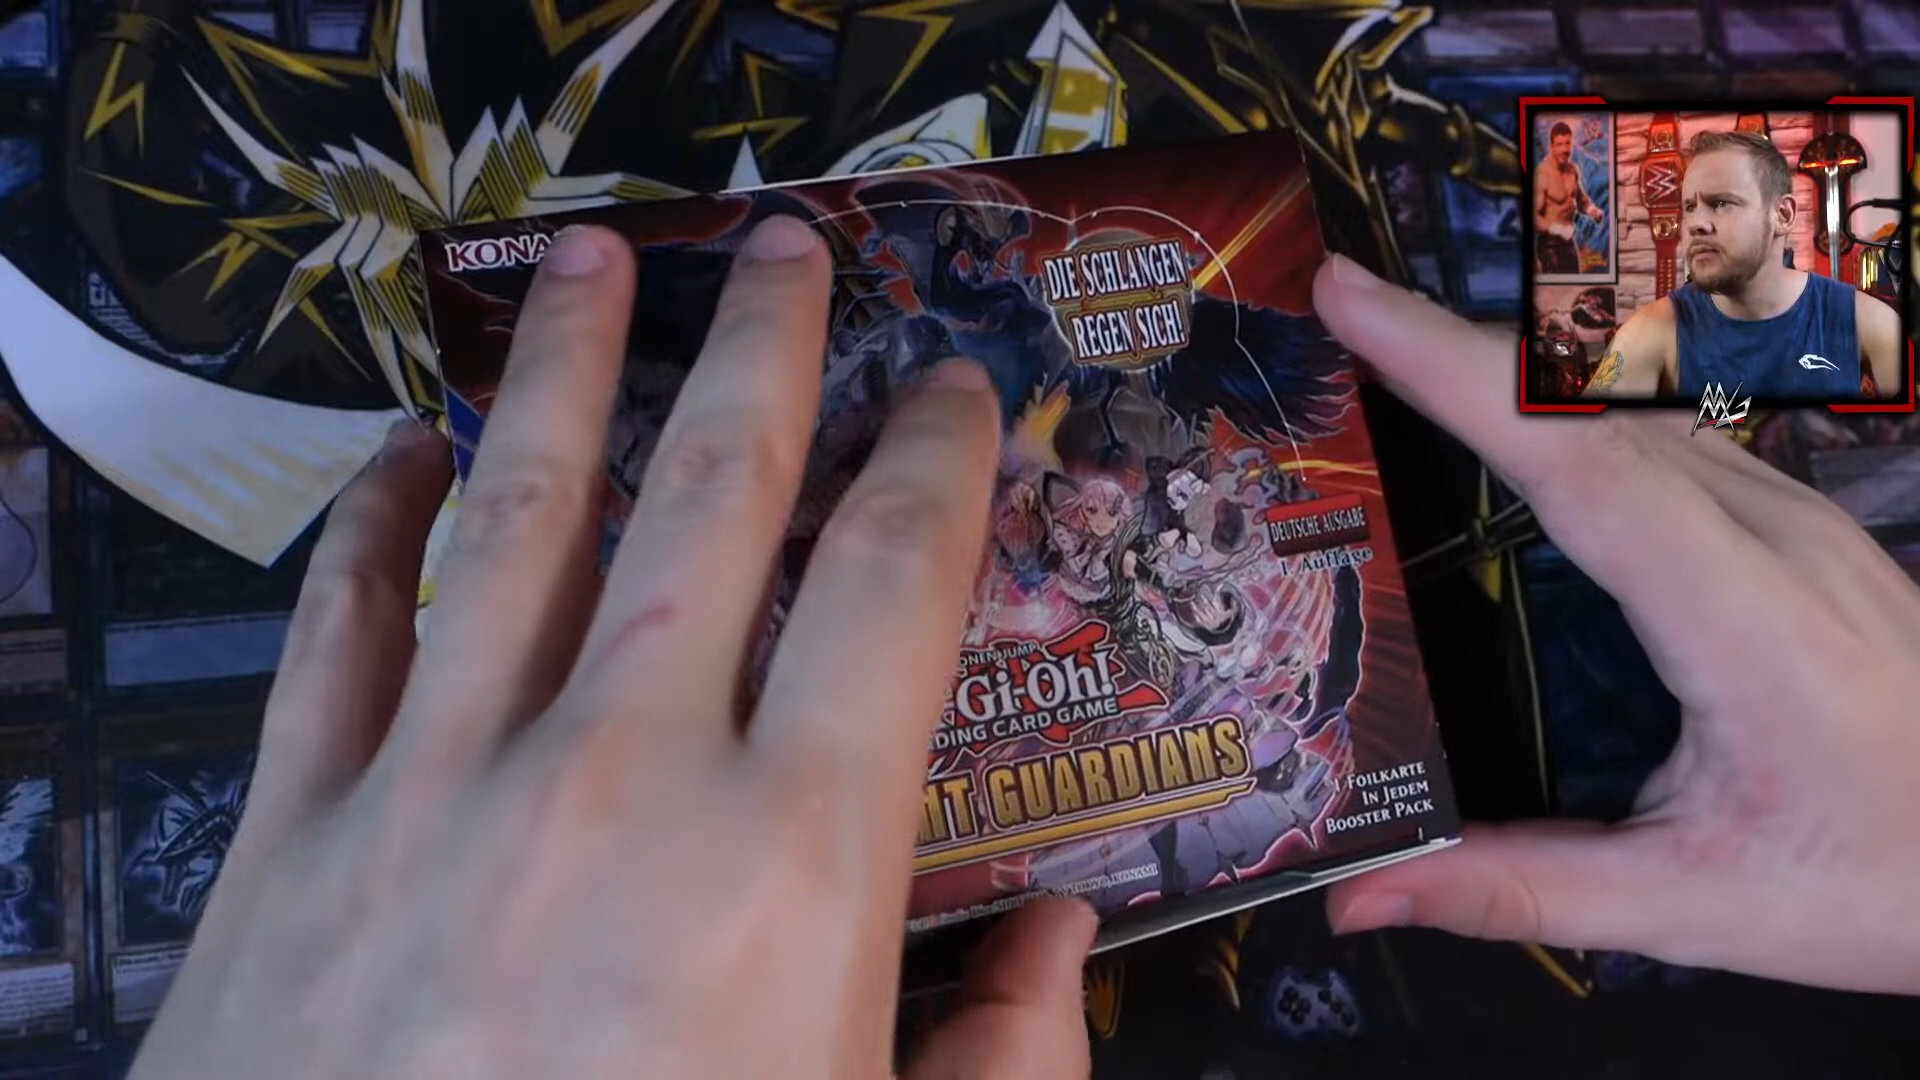 KONA
DIE SCHLANGEN
REGEN SICH!
DEUTSCHE AUSGABE
1. Auflage
Gi-Oh!
CARD GAME
GUARDIANS
1 FOILKARTE
IN JEDEM
BOOSTER PACK